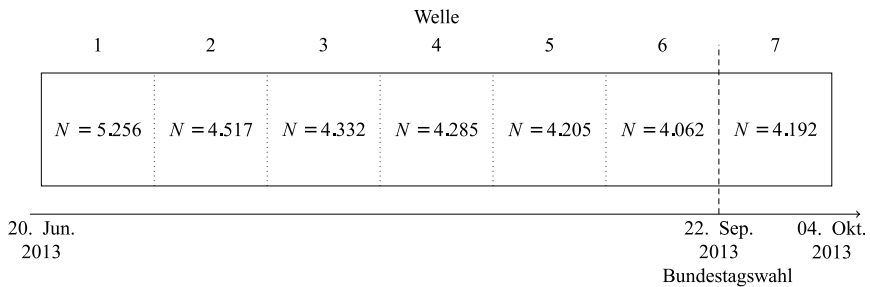 Welle
1 2 3 4 5 6 7
N = 5.256 N = 4.517 N = 4.332 N = 4.285 N = 4.205 N = 4.062 N = 4.192
20. Jun. 22. Sep. 04. Okt.
2013 2013 2013
Bundestagswahl